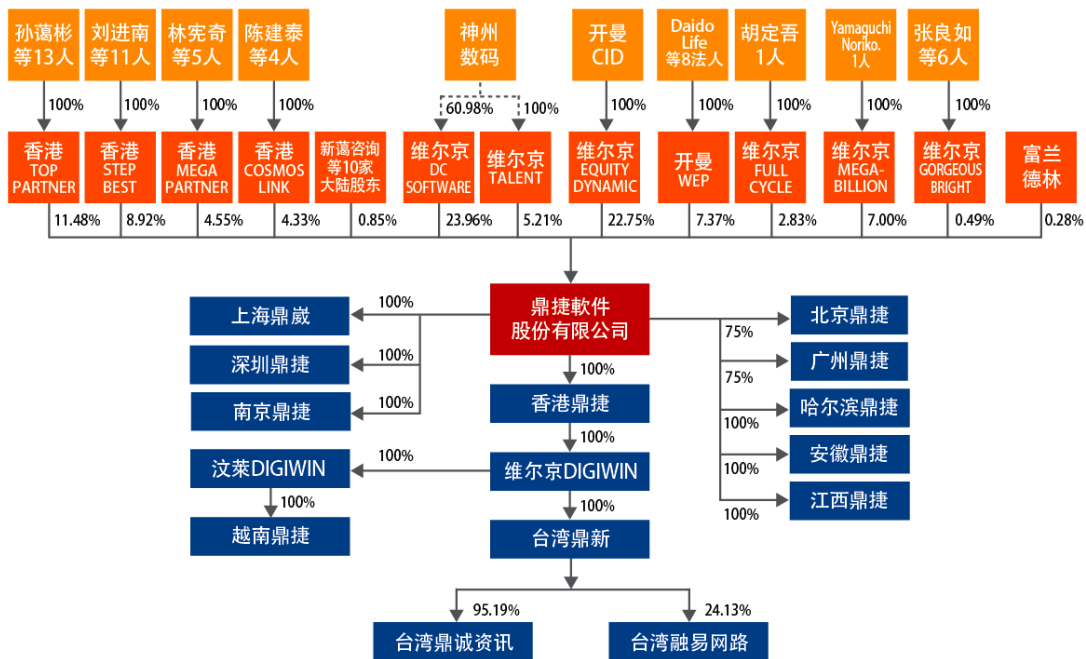 孙蔼彬
等13人
刘进南
等11人
林宪奇
等5人
陈建泰
等4人
神州
数码
开曼
CID
Daido
Life
等8法人
胡定吾
1人
Yamaguchi
Noriko.
1人
张良如
等6人
100%
100%
100%
100%
60.98%
100%
100%
100%
100%
100%
100%
香港
TOP
PARTNER
香港
STEP
BEST
香港
MEGA
PARTNER
香港
COSMOS
LINK
新蔼咨询
等10家
大陆股东
维尔京
DC
SOFTWARE
维尔京
TALENT
维尔京
EQUITY
DYNAMIC
开曼
WEP
维尔京
FULL
CYCLE
维尔京
MEGA-
BILLION
维尔京
GORGEOUS
BRIGHT
富兰
德林
11.48%
8.92%
4.55%
4.33%
0.85%
23.96%
5.21%
22.75%
7.37%
2.83%
7.00%
0.49%
0.28%
鼎捷軟件
股份有限公司
100%
上海鼎崴
100%
深圳鼎捷
100%
南京鼎捷
北京鼎捷
75%
广州鼎捷
75%
哈尔滨鼎捷
100%
安徽鼎捷
100%
江西鼎捷
100%
100%
香港鼎捷
100%
维尔京DIGIWIN
100%
汶萊DIGIWIN
100%
越南鼎捷
100%
台湾鼎新
95.19%
24.13%
台湾鼎诚资讯
台湾融易网路